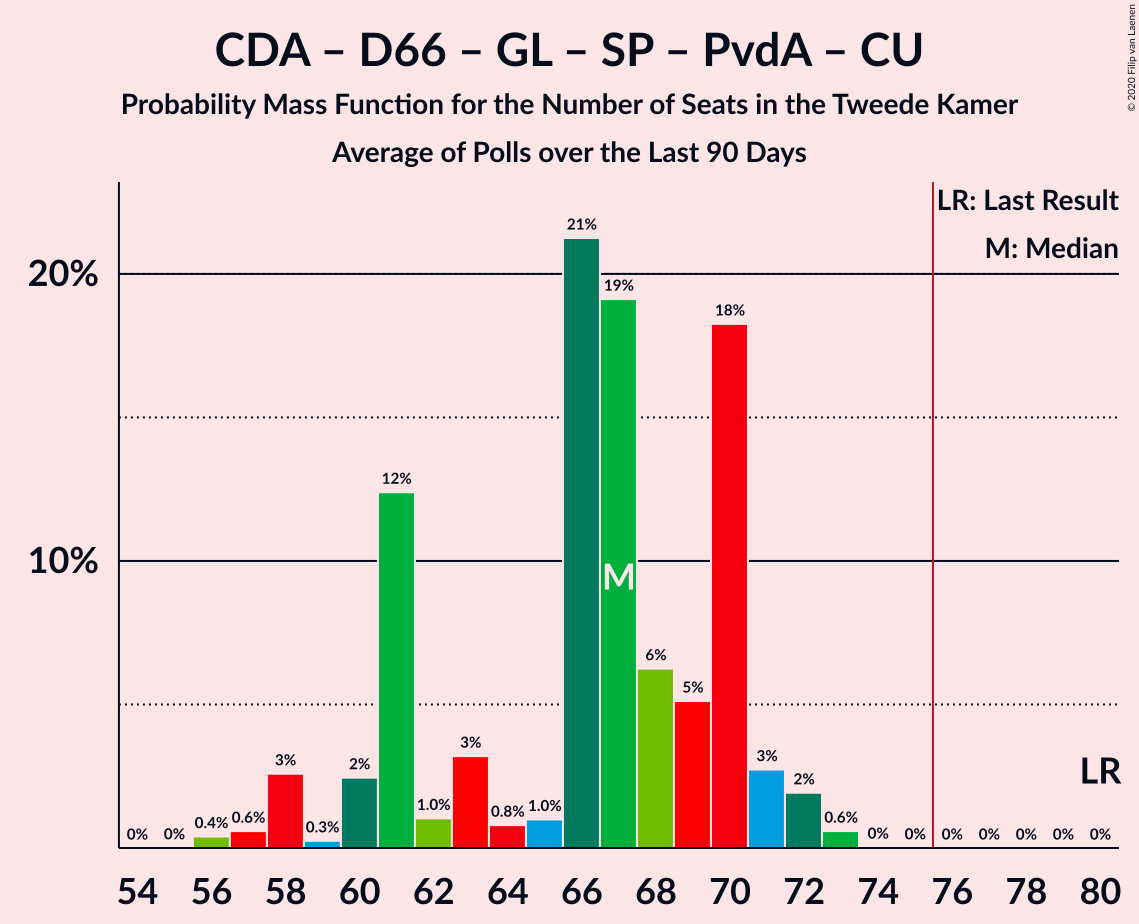 CDA – D66 – GL – SP – PvdA – CU
Probability Mass Function for the Number of Seats in the Tweede Kamer
Average of Polls over the Last 90 Days
© 2020 Filip van Laenen
LR: Last Result
M: Median
20%
10%
0% 0% 0.4% 0.6% 3% 0.3% 2% 12% 1.0% 3% 0.8% 1.0% 21% 19% 6% 5% 18% 3% 2% 0.6% 0% 0% 0% 0% 0% 0% 0%
M
LR
54 56 58 60 62 64 66 68 70 72 74 76 78 80